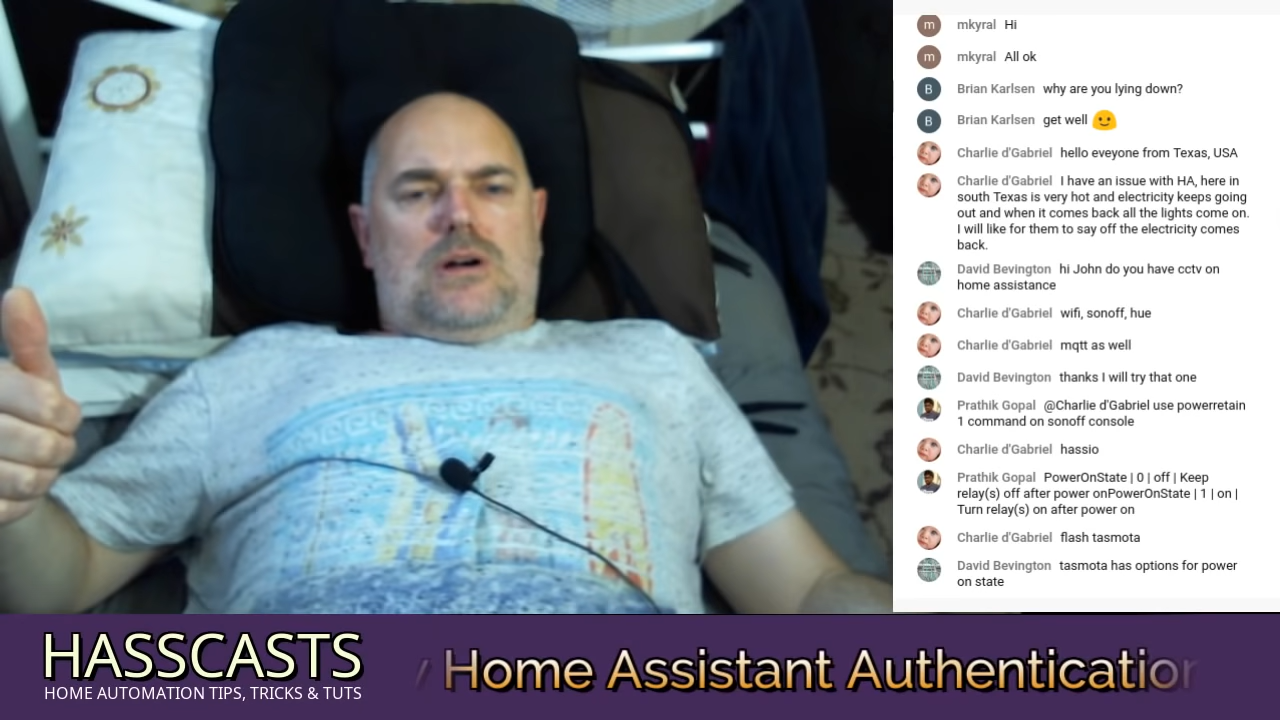 m mkyral Hi
m mkyral All ok
B Brian Karlsen why are you lying down?
B Brian Karlsen get well
Charlie d'Gabriel hello eveyone from Texas, USA
Charlie d'Gabriel I have an issue with HA, here in
south Texas is very hot and electricity keeps going
out and when it comes back all the lights come on.
I will like for them to say off the electricity comes
back.
David Bevington hi John do you have cctv on
home assistance
Charlie d'Gabriel wifi, sonoff, hue
Charlie d'Gabriel mqtt as well
David Bevington thanks I will try that one
Prathik Gopal @Charlie d'Gabriel use powerretain
1 command on sonoff console
Charlie d'Gabriel hassio
Prathik Gopal PowerOnState | 0 | off | Keep
relay(s) off after power onPowerOnState | 1 | on |
Turn relay(s) on after power on
Charlie d'Gabriel flash tasmota
David Bevington tasmota has options for power
on state
HASSCASTS
HOME AUTOMATION TIPS, TRICKS & TUTS
Home Assistant Authentication